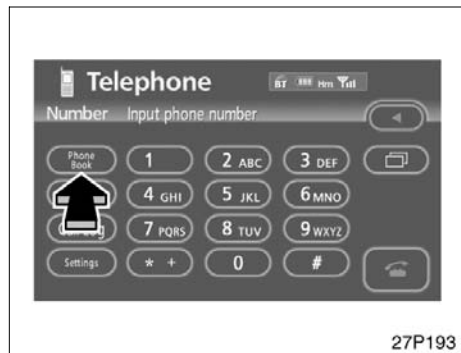 Telephone
BT Hm
Number Input phone number
Phone Book 1 2 ABC 3 DEF
4 GHI 5 JKL 6 MNO
7 PQRS 8 TUV 9 WXYZ
Settings * + 0 #
27P193